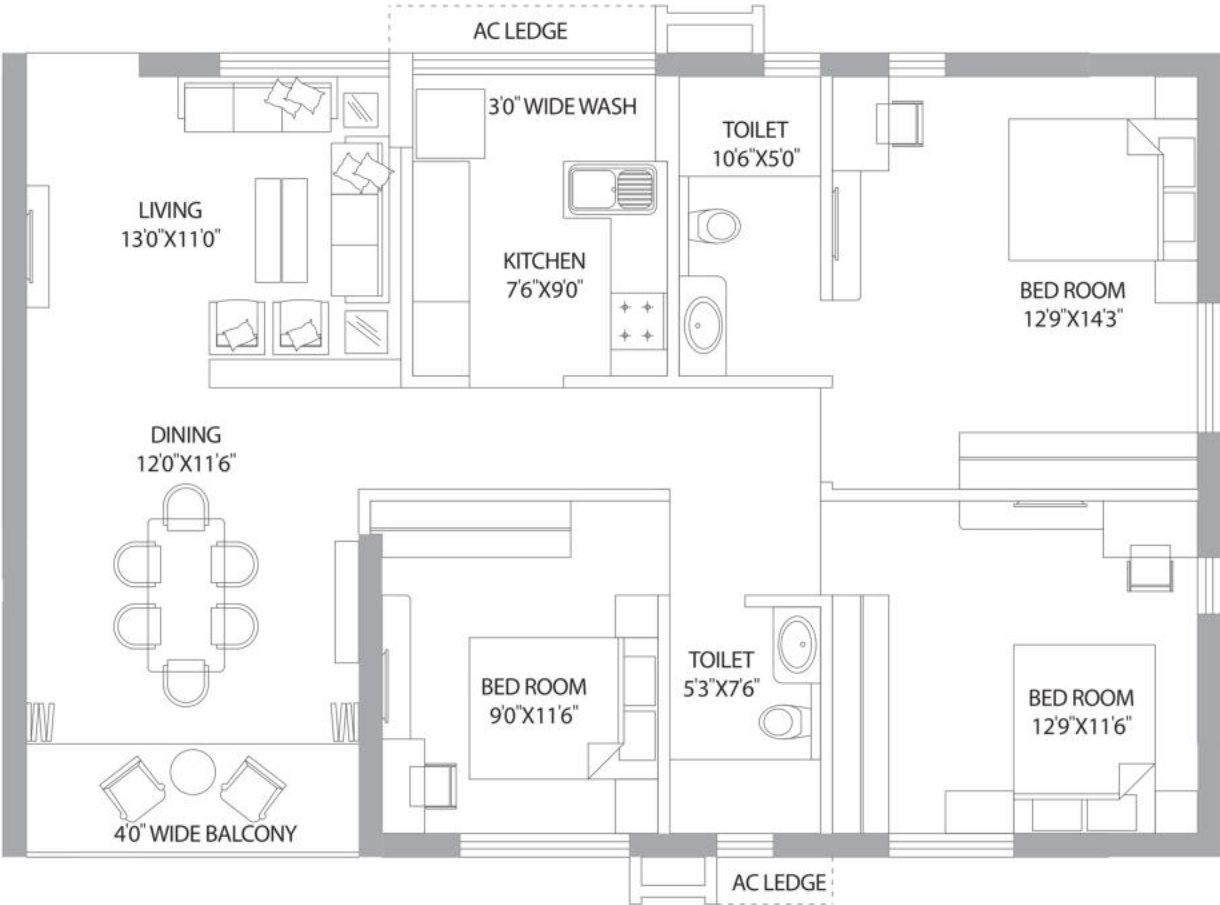 AC LEDGE
3'0" WIDE WASH
TOILET
10'6"X5'0"
LIVING
13'0"X11'0"
KITCHEN
7'6"X9'0"
BED ROOM
12'9"X14'3"
DINING
12'0"X11'6"
BED ROOM
9'0"X11'6"
TOILET
5'3"X7'6"
BED ROOM
12'9"X11'6"
4'0" WIDE BALCONY
AC LEDGE